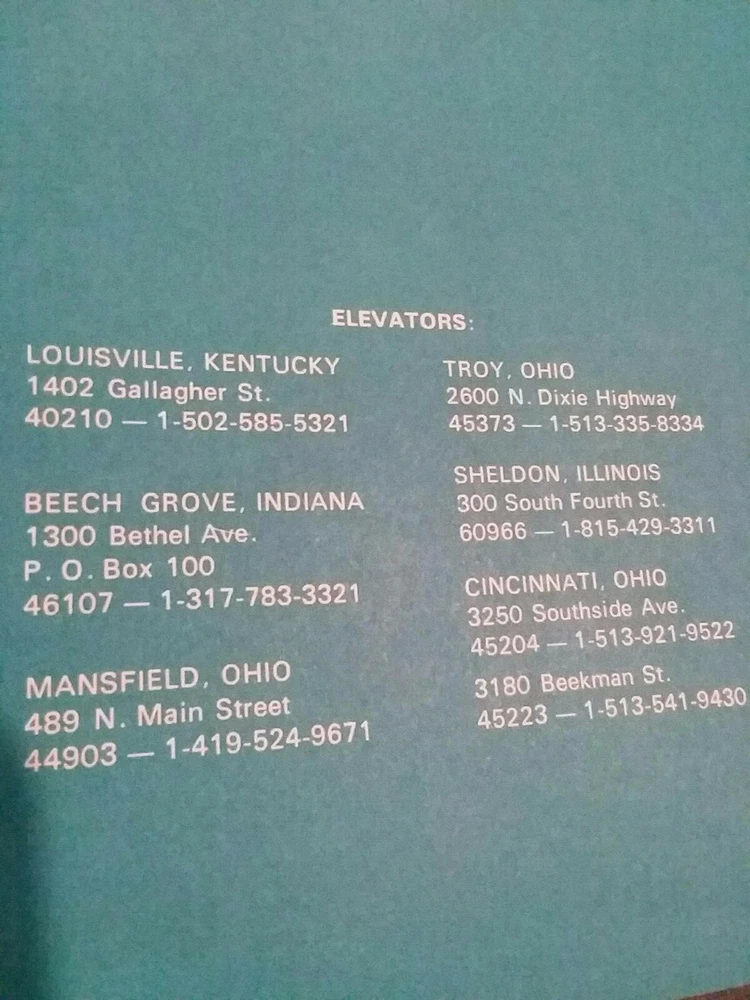 ELEVATORS:
LOUISVILLE, KENTUCKY
1402 Gallagher St.
40210 — 1-502-585-5321
BEECH GROVE, INDIANA
1300 Bethel Ave.
P. O. Box 100
46107 — 1-317-783-3321
MANSFIELD, OHIO
489 N. Main Street
44903 — 1-419-524-9671
TROY, OHIO
2600 N. Dixie Highway
45373 — 1-513-335-8334
SHELDON, ILLINOIS
300 South Fourth St.
60966 — 1-815-429-3311
CINCINNATI, OHIO
3250 Southside Ave.
45204 — 1-513-921-9522
3180 Beekman St.
45223 — 1-513-541-9430